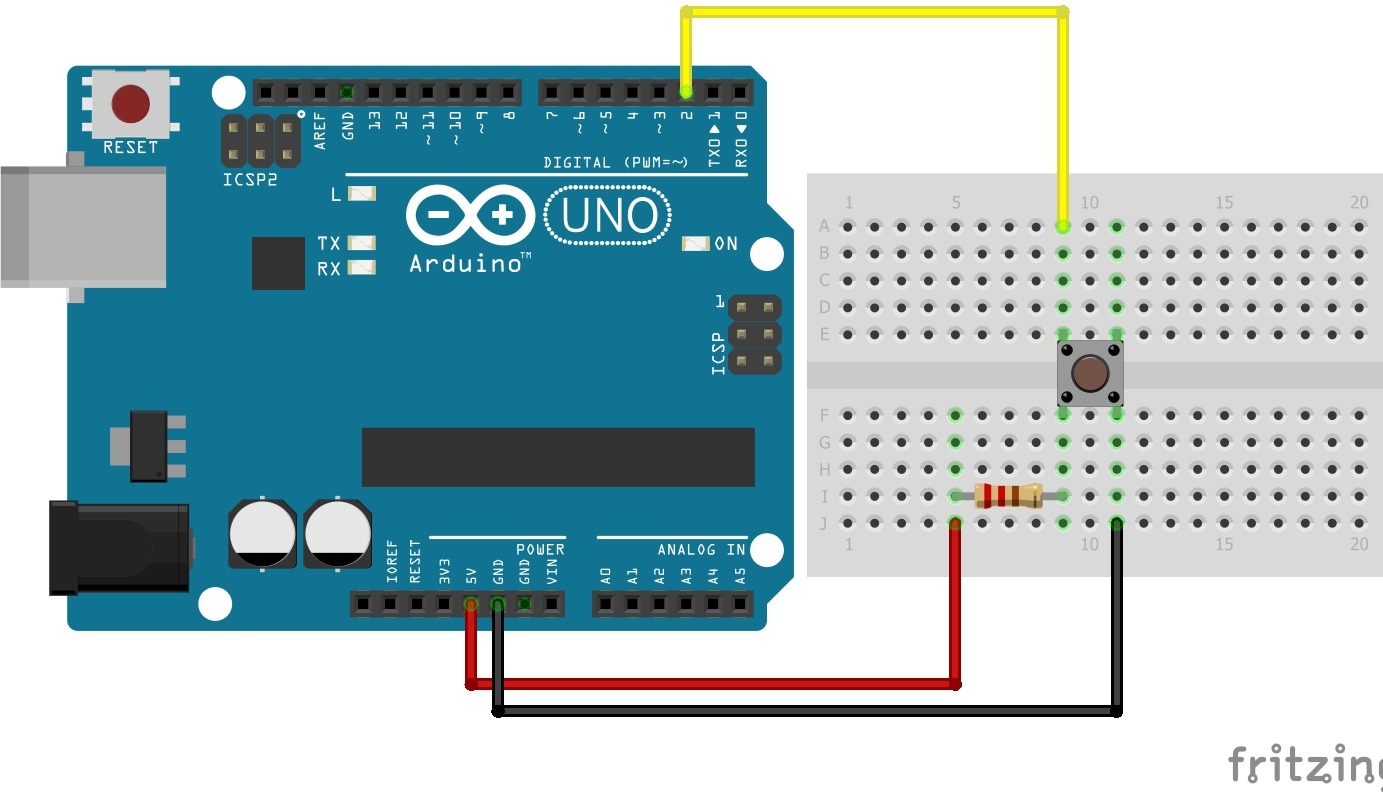 RESET
ICSP2
AREF
GND
13
12
~11
~10
~9
8
7
~6
~5
4
~3
2
TX0▶1
RX0◀0
DIGITAL (PWM=~)
L
TX
RX
UNO
Arduino™
ON
1
ICSP
POWER
ANALOG IN
IOREF
RESET
3V3
5V
GND
GND
VIN
A0
A1
A2
A3
A4
A5
1 5 10 15 20
A
B
C
D
E
F
G
H
I
J
1 10 15 20
fritzing